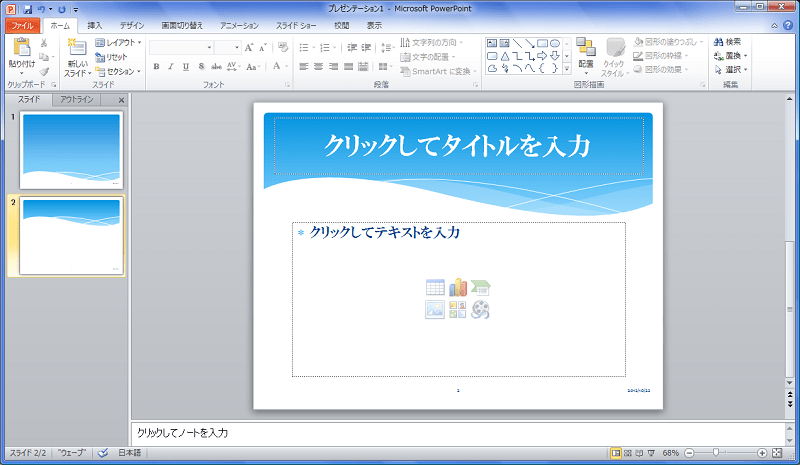 プレゼンテーション1 - Microsoft PowerPoint
ファイル ホーム 挿入 デザイン 画面切り替え アニメーション スライド ショー 校閲 表示
貼り付け
クリップボード
新しい
スライド
レイアウト
リセット
セクション
スライド
B I U S abc AV Aa A
フォント
文字列の方向
文字の配置
SmartArt に変換
段落
配置
クイック
スタイル
図形の塗りつぶし
図形の枠線
図形の効果
図形描画
検索
置換
選択
編集
スライド アウトライン
1
2
クリックしてタイトルを入力
クリックしてテキストを入力
2
クリックしてノートを入力
スライド 2/2 "ウェーブ" 日本語 68%